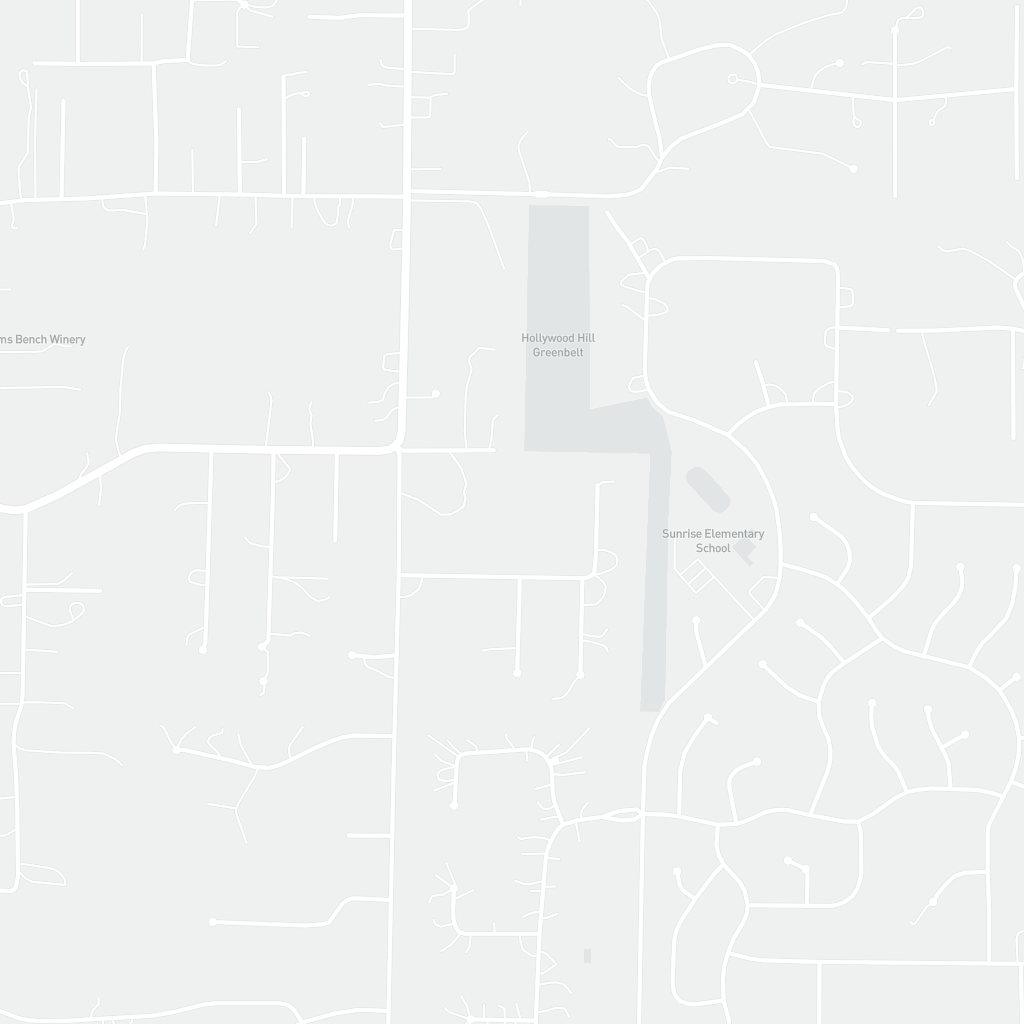 Hollywood Hill
Greenbelt
ms Bench Winery
Sunrise Elementary
School